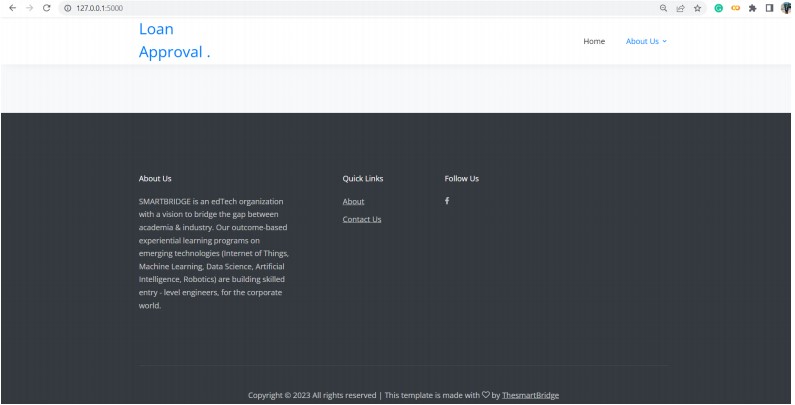 127.0.0.1:5000
Loan
Approval .
Home
About Us
About Us
SMARTBRIDGE is an edTech organization
with a vision to bridge the gap between
academia & industry. Our outcome-based
experiential learning programs on
emerging technologies (Internet of Things,
Machine Learning, Data Science, Artificial
Intelligence, Robotics) are building skilled
entry - level engineers, for the corporate
world.
Quick Links
About
Contact Us
Follow Us
Copyright © 2023 All rights reserved | This template is made with ♡ by ThesmartBridge